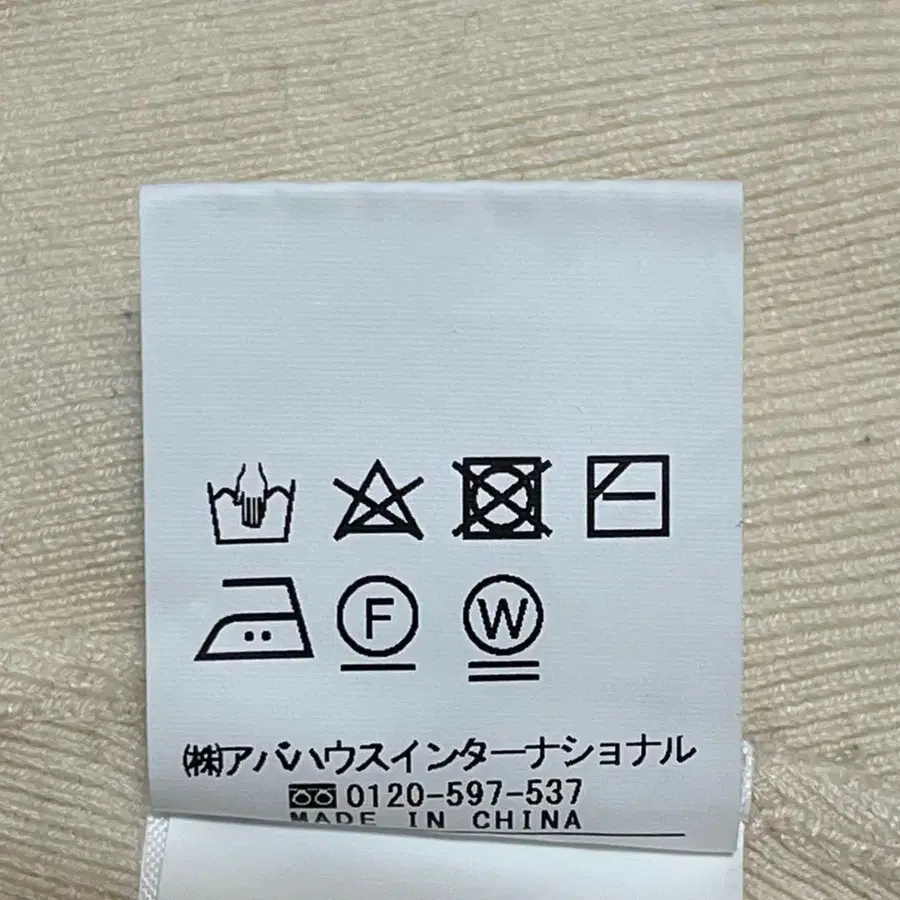 F W
㈱アバハウスインターナショナル
0120-597-537
MADE IN CHINA